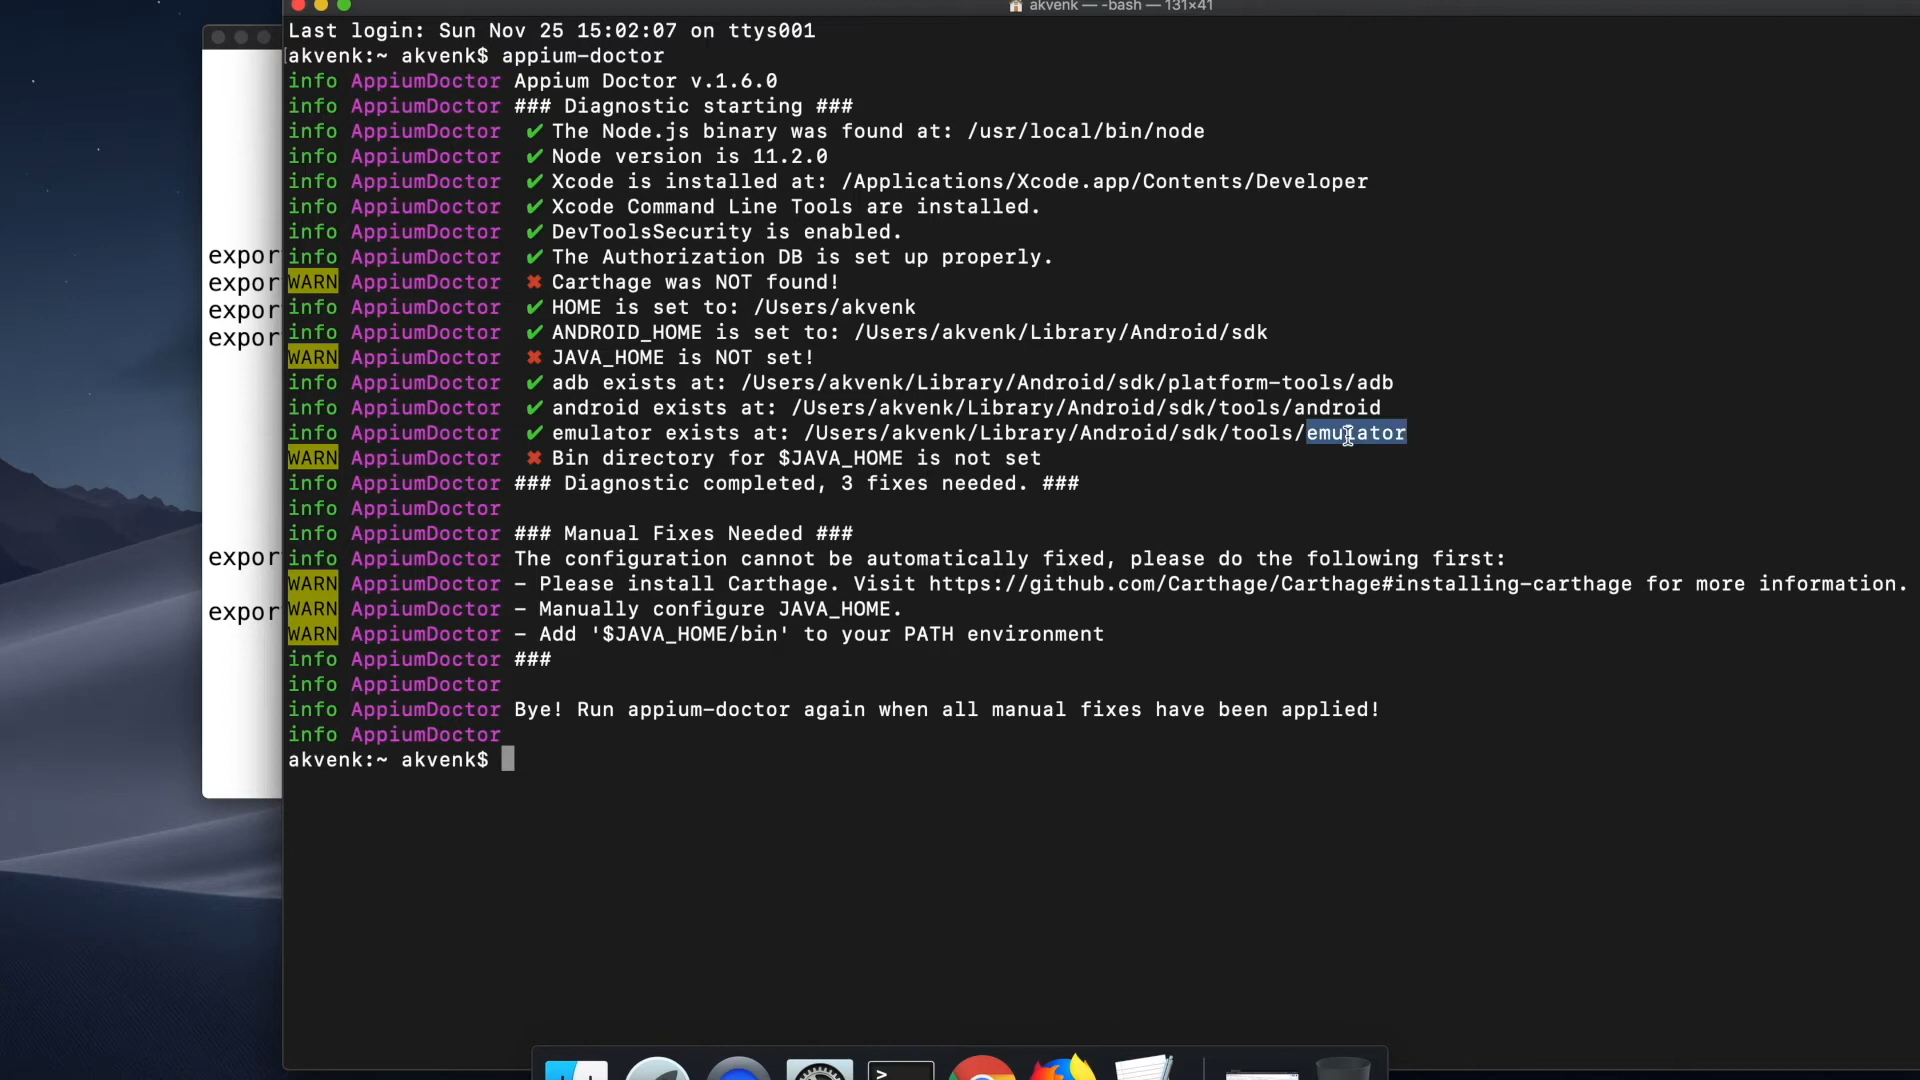 akvenk — -bash — 131×41
Last login: Sun Nov 25 15:02:07 on ttys001
akvenk:~ akvenk$ appium-doctor
info AppiumDoctor Appium Doctor v.1.6.0
info AppiumDoctor ### Diagnostic starting ###
info AppiumDoctor ✔ The Node.js binary was found at: /usr/local/bin/node
info AppiumDoctor ✔ Node version is 11.2.0
info AppiumDoctor ✔ Xcode is installed at: /Applications/Xcode.app/Contents/Developer
info AppiumDoctor ✔ Xcode Command Line Tools are installed.
info AppiumDoctor ✔ DevToolsSecurity is enabled.
info AppiumDoctor ✔ The Authorization DB is set up properly.
WARN AppiumDoctor ✖ Carthage was NOT found!
info AppiumDoctor ✔ HOME is set to: /Users/akvenk
info AppiumDoctor ✔ ANDROID_HOME is set to: /Users/akvenk/Library/Android/sdk
WARN AppiumDoctor ✖ JAVA_HOME is NOT set!
info AppiumDoctor ✔ adb exists at: /Users/akvenk/Library/Android/sdk/platform-tools/adb
info AppiumDoctor ✔ android exists at: /Users/akvenk/Library/Android/sdk/tools/android
info AppiumDoctor ✔ emulator exists at: /Users/akvenk/Library/Android/sdk/tools/emulator
WARN AppiumDoctor ✖ Bin directory for $JAVA_HOME is not set
info AppiumDoctor ### Diagnostic completed, 3 fixes needed. ###
info AppiumDoctor
info AppiumDoctor ### Manual Fixes Needed ###
info AppiumDoctor The configuration cannot be automatically fixed, please do the following first:
WARN AppiumDoctor - Please install Carthage. Visit https://github.com/Carthage/Carthage#installing-carthage for more information.
WARN AppiumDoctor - Manually configure JAVA_HOME.
WARN AppiumDoctor - Add '$JAVA_HOME/bin' to your PATH environment
info AppiumDoctor ###
info AppiumDoctor
info AppiumDoctor Bye! Run appium-doctor again when all manual fixes have been applied!
info AppiumDoctor
akvenk:~ akvenk$
expor
expor
expor
expor
expor
expor